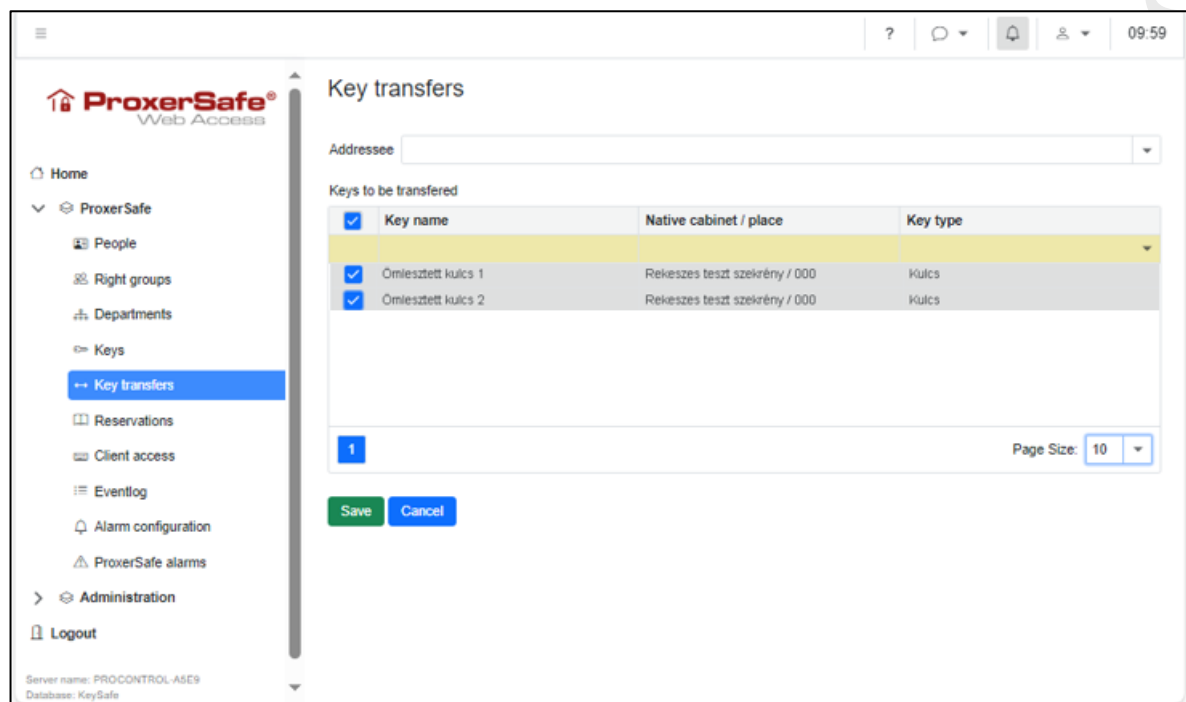 ? 09:59
ProxerSafe®
Web Access
Home
ProxerSafe
People
Right groups
Departments
Keys
Key transfers
Reservations
Client access
Eventlog
Alarm configuration
ProxerSafe alarms
Administration
Logout
Server name: PROCONTROL-A5E9
Database: KeySafe
Key transfers
Addressee
Keys to be transfered
Key name Native cabinet / place Key type
Ömlesztett kulcs 1 Rekeszes teszt szekrény / 000 Kulcs
Ömlesztett kulcs 2 Rekeszes teszt szekrény / 000 Kulcs
1 Page Size: 10
Save Cancel